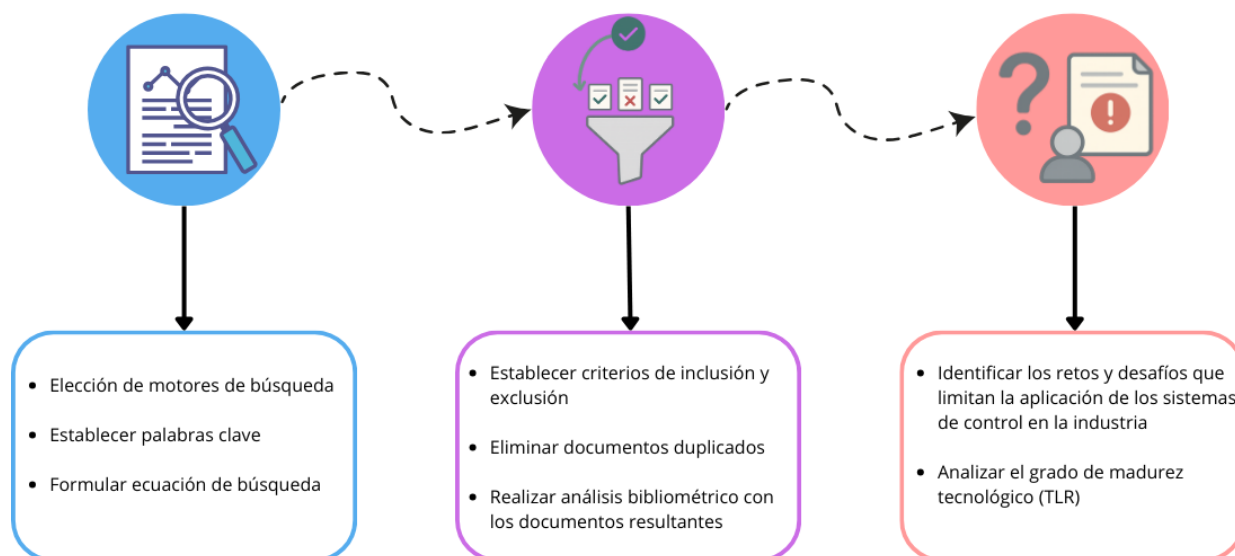 • Elección de motores de búsqueda
• Establecer palabras clave
• Formular ecuación de búsqueda
• Establecer criterios de inclusión y
exclusión
• Eliminar documentos duplicados
• Realizar análisis bibliométrico con
los documentos resultantes
• Identificar los retos y desafíos que
limitan la aplicación de los sistemas
de control en la industria
• Analizar el grado de madurez
tecnológico (TLR)